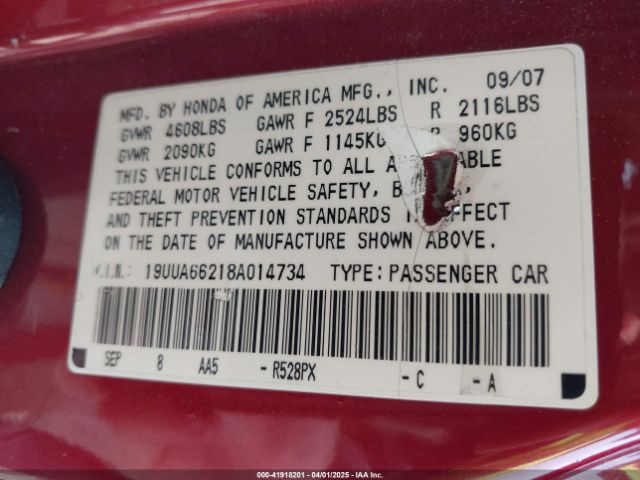 MFD. BY HONDA OF AMERICA MFG., INC. 09/07
GVWR 4608LBS GAWR F 2524LBS R 2116LBS
GVWR 2090KG GAWR F 1145KG R 960KG
THIS VEHICLE CONFORMS TO ALL
FEDERAL MOTOR VEHICLE SAFETY,
AND THEFT PREVENTION STANDARDS EFFECT
ON THE DATE OF MANUFACTURE SHOWN ABOVE.
V.I.N.: 19UUA66218A014734 TYPE: PASSENGER CAR
SEP 8 AA5 - R528PX - C - A
000-41918201 - 04/01/2025 - IAA Inc.